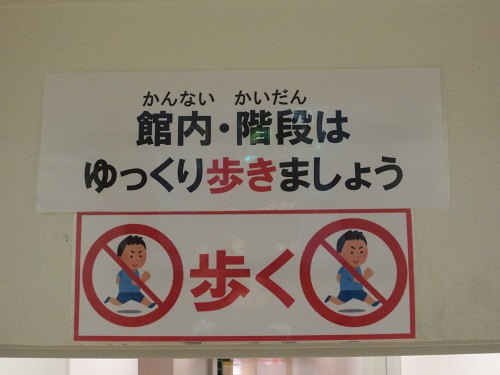 かんない かいだん
館内・階段は
ゆっくり歩きましょう
歩く